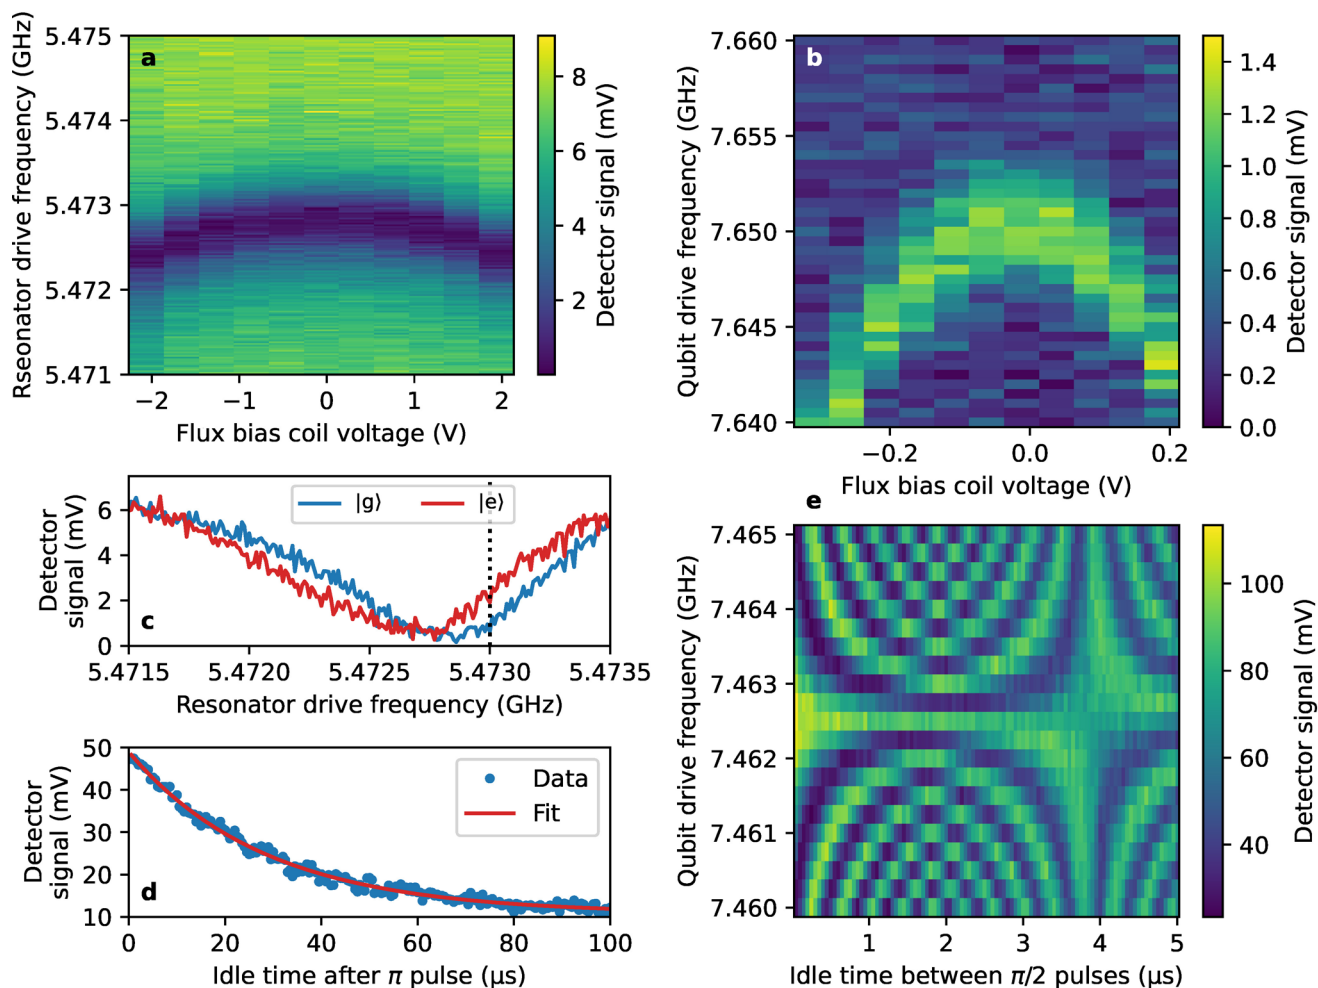 a
Rseonator drive frequency (GHz)
5.475
5.474
5.473
5.472
5.471
−2
−1
0
1
2
Flux bias coil voltage (V)
8
6
4
2
Detector signal (mV)
b
Qubit drive frequency (GHz)
7.660
7.655
7.650
7.645
7.640
−0.2
0.0
0.2
Flux bias coil voltage (V)
1.4
1.2
1.0
0.8
0.6
0.4
0.2
0.0
Detector signal (mV)
c
Detector
signal (mV)
6
4
2
0
|g⟩
|e⟩
5.4715
5.4720
5.4725
5.4730
5.4735
Resonator drive frequency (GHz)
d
Detector
signal (mV)
50
40
30
20
10
Data
Fit
0
20
40
60
80
100
Idle time after π pulse (μs)
e
Qubit drive frequency (GHz)
7.465
7.464
7.463
7.462
7.461
7.460
1
2
3
4
5
Idle time between π/2 pulses (μs)
100
80
60
40
Detector signal (mV)